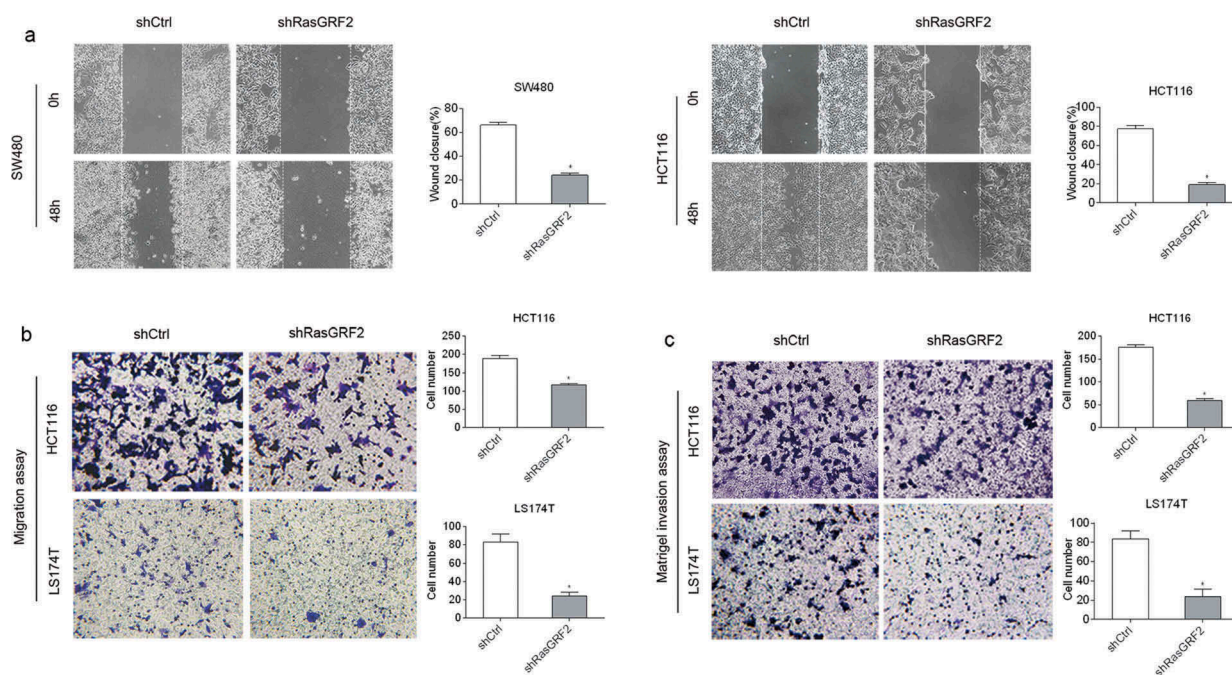 a
shCtrl
shRasGRF2
SW480
0h
48h
SW480
Wound closure(%)
80
60
40
20
0
*
shCtrl
shRasGRF2
shCtrl
shRasGRF2
HCT116
0h
48h
HCT116
Wound closure(%)
100
80
60
40
20
0
*
shCtrl
shRasGRF2
b
shCtrl
shRasGRF2
Migration assay
HCT116
LS174T
HCT116
Cell number
250
200
150
100
50
0
*
shCtrl
shRasGRF2
LS174T
Cell number
100
80
60
40
20
0
*
shCtrl
shRasGRF2
c
shCtrl
shRasGRF2
Matrigel invasion assay
HCT116
LS174T
HCT116
Cell number
200
150
100
50
0
*
shCtrl
shRasGRF2
LS174T
Cell number
100
80
60
40
20
0
*
shCtrl
shRasGRF2